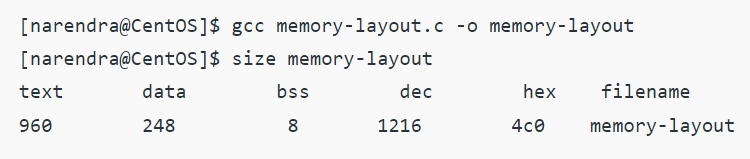 [narendra@CentOS]$ gcc memory-layout.c -o memory-layout
[narendra@CentOS]$ size memory-layout
text data bss dec hex filename
960 248 8 1216 4c0 memory-layout